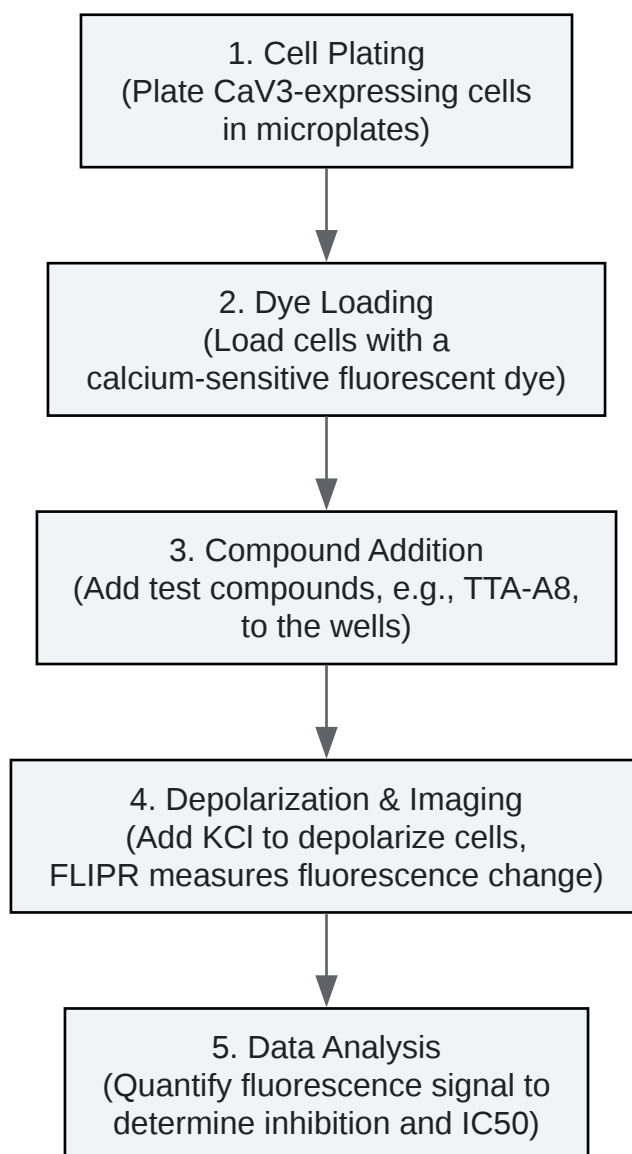 1. Cell Plating
(Plate CaV3-expressing cells
in microplates)
2. Dye Loading
(Load cells with a
calcium-sensitive fluorescent dye)
3. Compound Addition
(Add test compounds, e.g., TTA-A8,
to the wells)
4. Depolarization & Imaging
(Add KCl to depolarize cells,
FLIPR measures fluorescence change)
5. Data Analysis
(Quantify fluorescence signal to
determine inhibition and IC50)